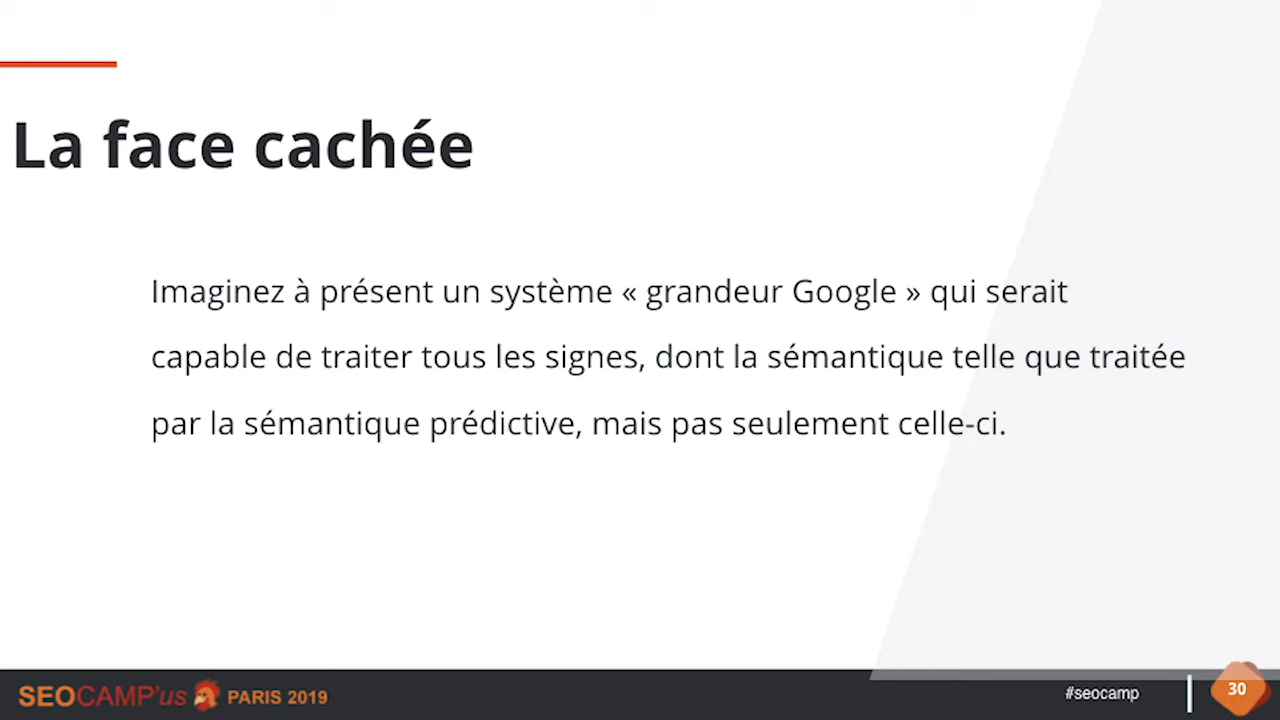 La face cachée
Imaginez à présent un système « grandeur Google » qui serait
capable de traiter tous les signes, dont la sémantique telle que traitée
par la sémantique prédictive, mais pas seulement celle-ci.
SEOCAMP'us PARIS 2019
#seocamp
30